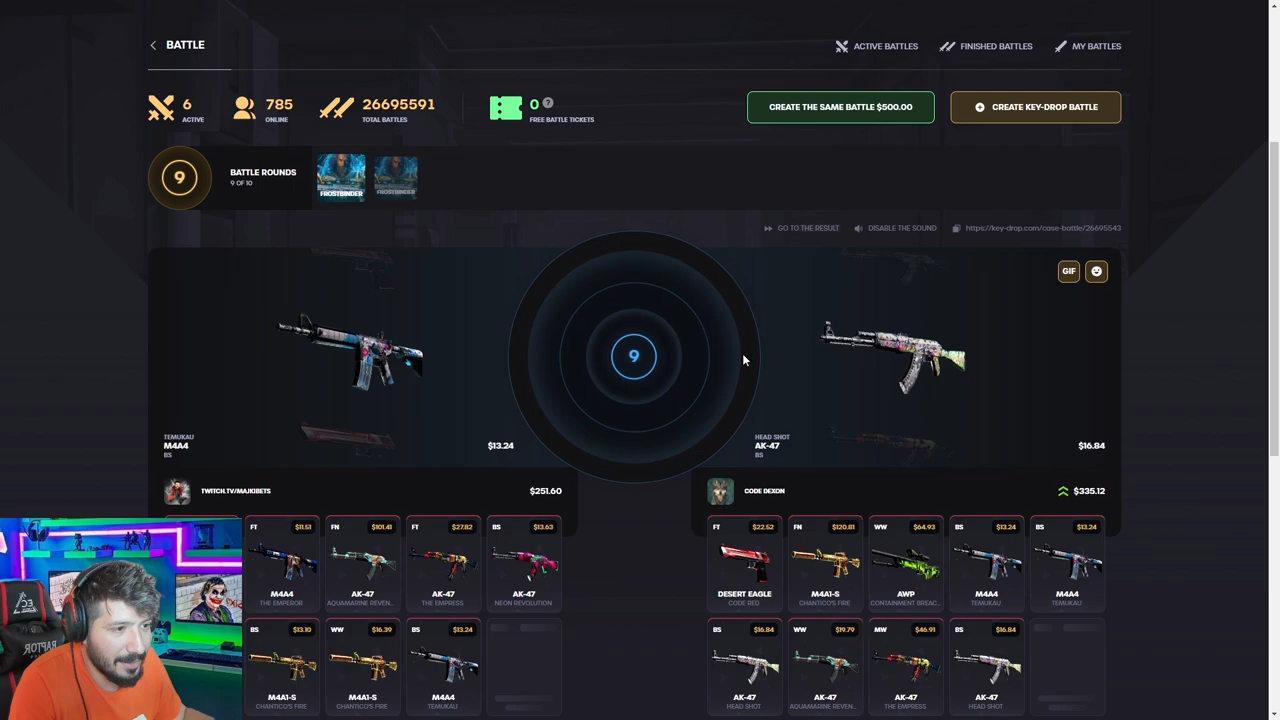 BATTLE
ACTIVE BATTLES
FINISHED BATTLES
MY BATTLES
6
ACTIVE
785
ONLINE
26695591
TOTAL BATTLES
0
?
FREE BATTLE TICKETS
CREATE THE SAME BATTLE $500.00
CREATE KEY-DROP BATTLE
9
BATTLE ROUNDS
9 OF 10
FROSTBINDER
FROSTBINDER
GO TO THE RESULT
DISABLE THE SOUND
https://key-drop.com/case-battle/26695543
GIF
9
TEMUKAU
M4A4
BS
$13.24
HEAD SHOT
AK-47
BS
$16.84
TWITCH.TV/MAJKIBETS
$251.60
CODE DEXON
$335.12
FT $11.51
M4A4
THE EMPEROR
FN $101.41
AK-47
AQUAMARINE REVEN...
FT $27.82
AK-47
THE EMPRESS
BS $13.63
AK-47
NEON REVOLUTION
FT $22.52
DESERT EAGLE
CODE RED
FN $120.81
M4A1-S
CHANTICO'S FIRE
WW $64.93
AWP
CONTAINMENT BREAC...
BS $13.24
M4A4
TEMUKAU
BS $13.24
M4A4
TEMUKAU
BS $13.10
M4A1-S
CHANTICO'S FIRE
WW $16.39
M4A1-S
CHANTICO'S FIRE
BS $13.24
M4A4
TEMUKAU
BS $16.84
AK-47
HEAD SHOT
WW $19.79
AK-47
AQUAMARINE REVEN...
MW $46.91
AK-47
THE EMPRESS
BS $16.84
AK-47
HEAD SHOT